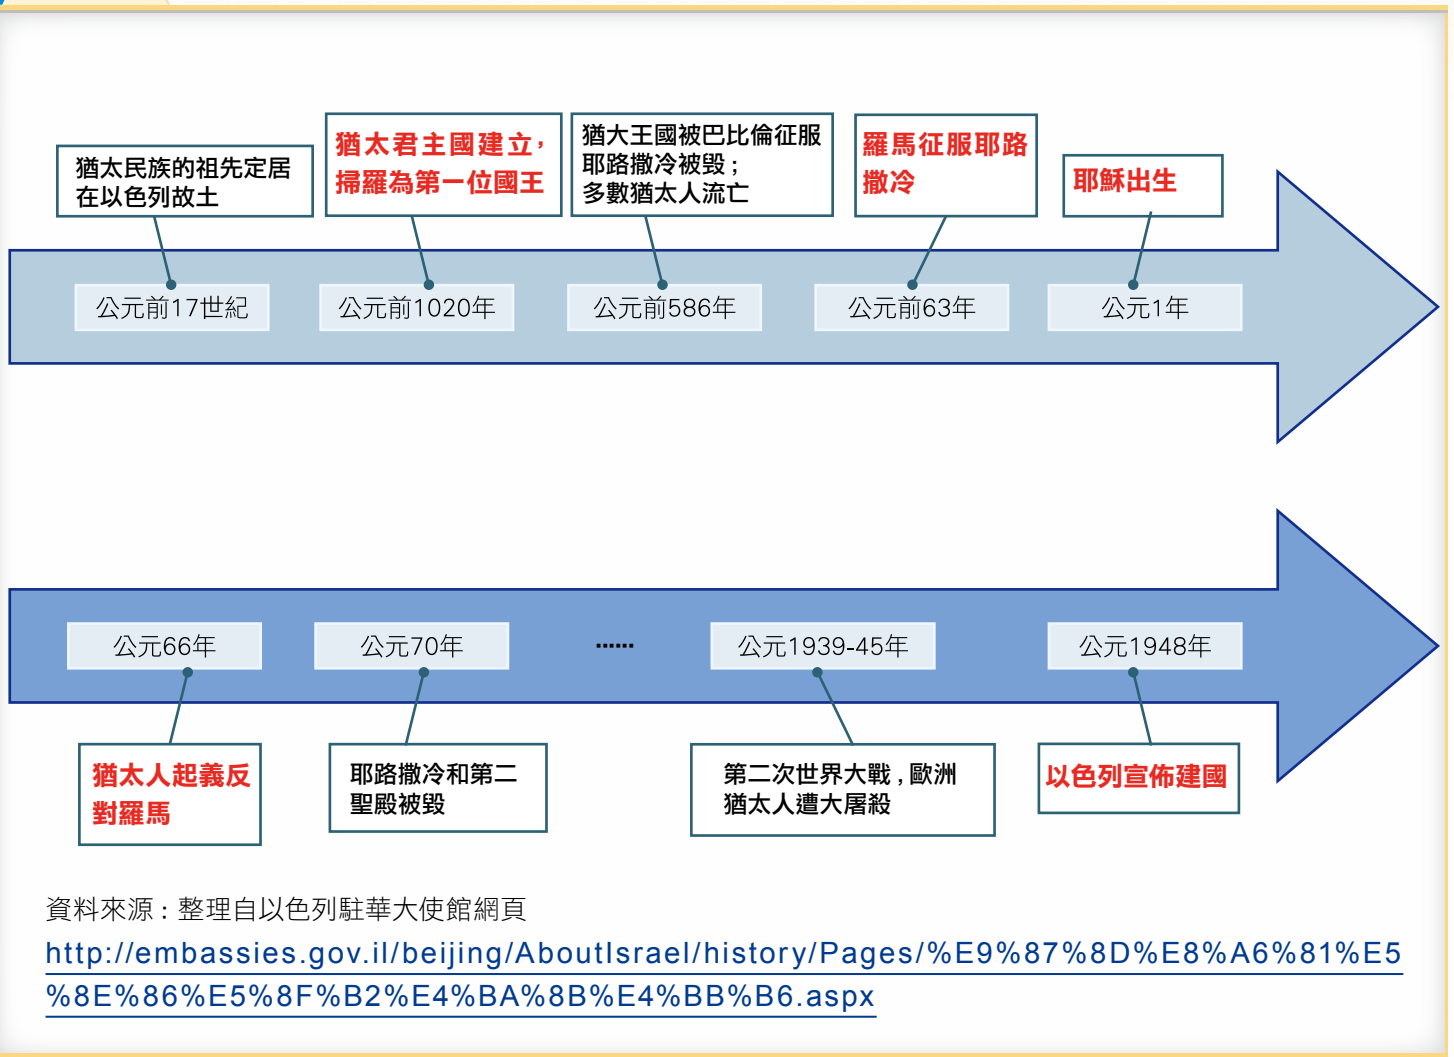 猶太民族的祖先定居
在以色列故土
猶太君主國建立，
掃羅為第一位國王
猶大王國被巴比倫征服
耶路撒冷被毀；
多數猶太人流亡
羅馬征服耶路
撒冷
耶穌出生
公元前17世紀
公元前1020年
公元前586年
公元前63年
公元1年
公元66年
公元70年
......
公元1939-45年
公元1948年
猶太人起義反
對羅馬
耶路撒冷和第二
聖殿被毀
第二次世界大戰，歐洲
猶太人遭大屠殺
以色列宣佈建國
資料來源：整理自以色列駐華大使館網頁
http://embassies.gov.il/beijing/AboutIsrael/history/Pages/%E9%87%8D%E8%A6%81%E5
%8E%86%E5%8F%B2%E4%BA%8B%E4%BB%B6.aspx